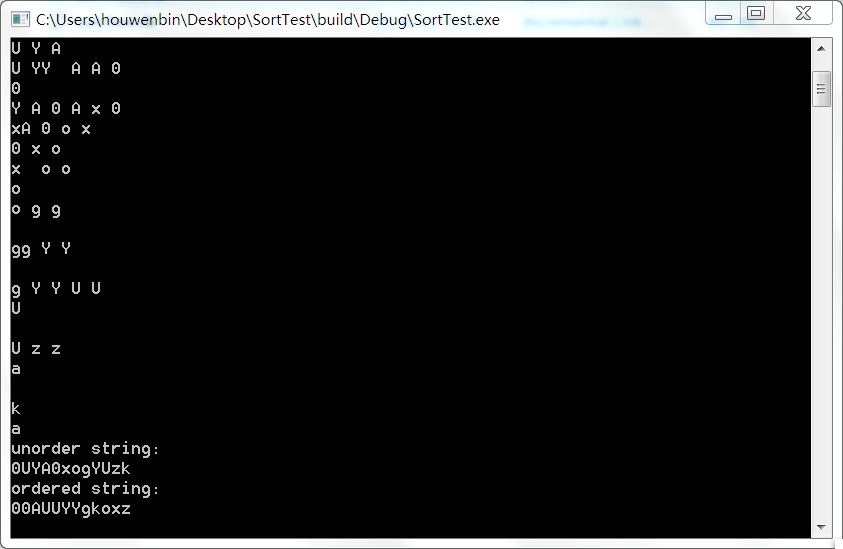 C:\Users\houwenbin\Desktop\SortTest\build\Debug\SortTest.exe
U Y A
U YY  A A 0
0
Y A 0 A x 0
xA 0 o x
0 x o
x  o o
o
o g g
gg Y Y
g Y Y U U
U
U z z
a
k
a
unorder string:
0UYA0xogYUzk
ordered string:
00AUUYYgkoxz